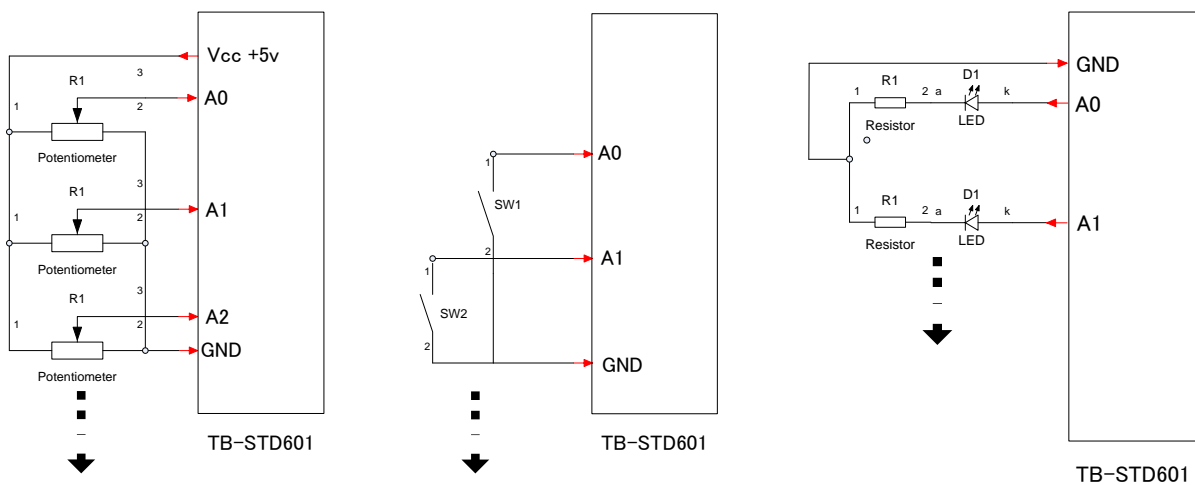 Vcc +5v
3
R1
A0
1
2
Potentiometer
3
R1
A1
1
2
Potentiometer
3
R1
A2
1
2
GND
Potentiometer
TB-STD601
A0
1
SW1
2
A1
1
SW2
2
GND
TB-STD601
GND
D1
R1
1
2
a
k
A0
LED
Resistor
D1
R1
1
2
a
k
A1
LED
Resistor
TB-STD601